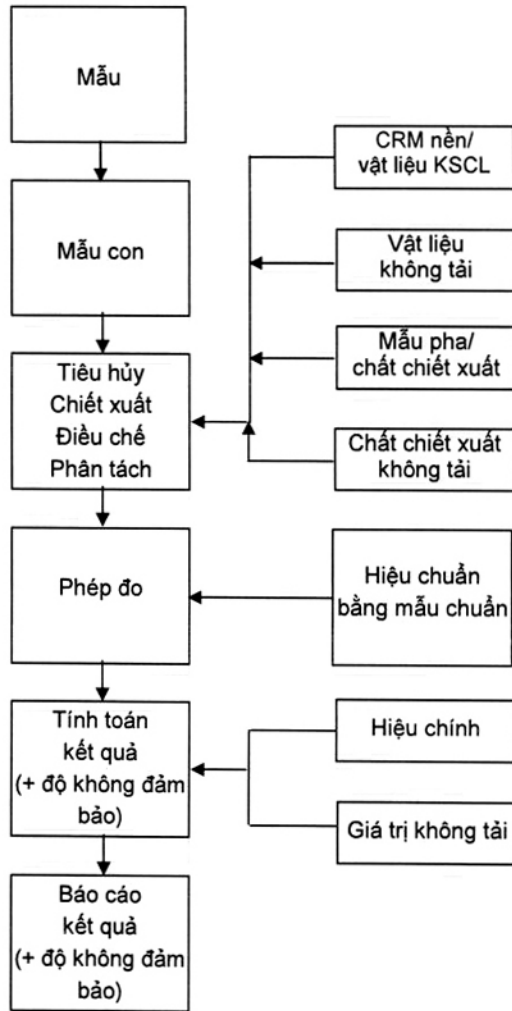 Mẫu
Mẫu con
Tiêu hủy
Chiết xuất
Điều chế
Phân tách
Phép đo
Tính toán
kết quả
(+ độ không đảm
bảo)
Báo cáo
kết quả
(+ độ không đảm
bảo)
CRM nền/
vật liệu KSCL
Vật liệu
không tải
Mẫu pha/
chất chiết xuất
Chất chiết xuất
không tải
Hiệu chuẩn
bằng mẫu chuẩn
Hiệu chính
Giá trị không tải